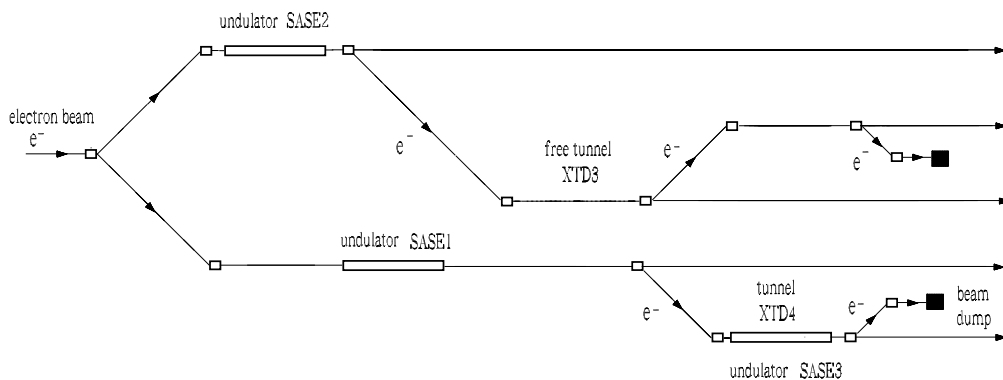 undulator SASE2
electron beam
e⁻
e⁻
free tunnel
XTD3
e⁻
e⁻
undulator SASE1
e⁻
tunnel
XTD4
e⁻
beam
dump
undulator SASE3